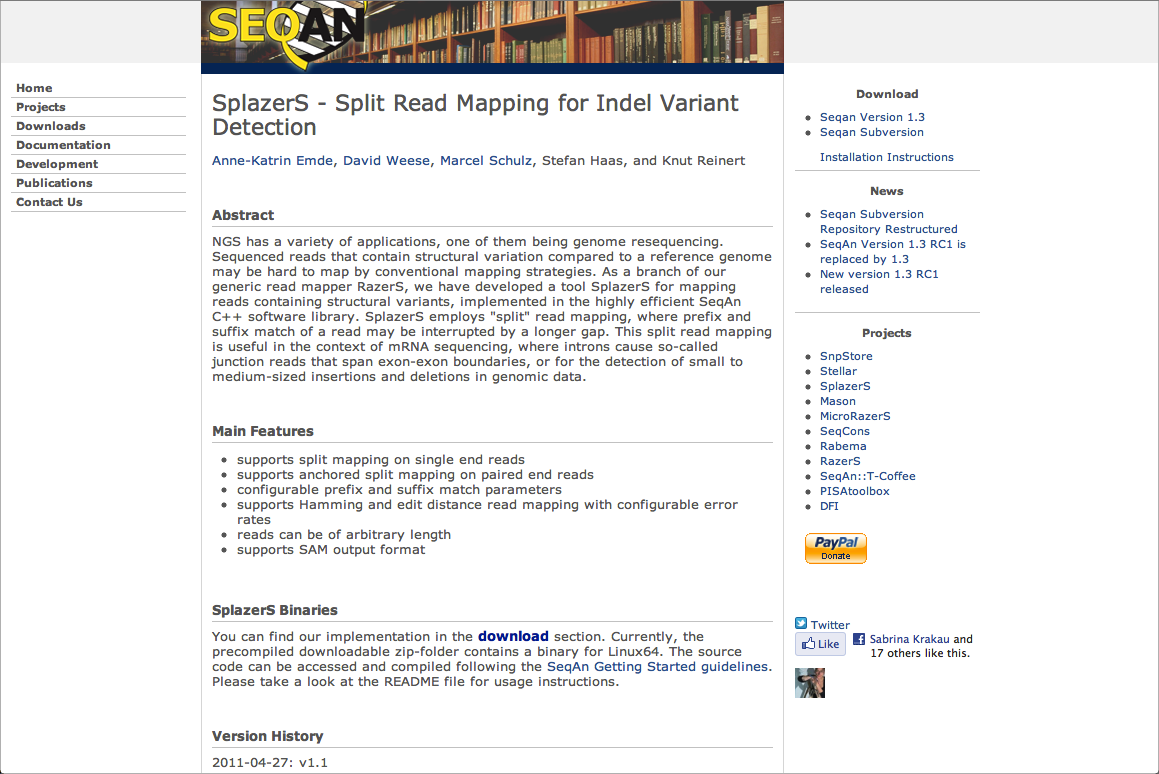 SEQAN
Home
Projects
Downloads
Documentation
Development
Publications
Contact Us
SplazerS - Split Read Mapping for Indel Variant
Detection
Anne-Katrin Emde, David Weese, Marcel Schulz, Stefan Haas, and Knut Reinert
Abstract
NGS has a variety of applications, one of them being genome resequencing.
Sequenced reads that contain structural variation compared to a reference genome
may be hard to map by conventional mapping strategies. As a branch of our
generic read mapper RazerS, we have developed a tool SplazerS for mapping
reads containing structural variants, implemented in the highly efficient SeqAn
C++ software library. SplazerS employs "split" read mapping, where prefix and
suffix match of a read may be interrupted by a longer gap. This split read mapping
is useful in the context of mRNA sequencing, where introns cause so-called
junction reads that span exon-exon boundaries, or for the detection of small to
medium-sized insertions and deletions in genomic data.
Main Features
supports split mapping on single end reads
supports anchored split mapping on paired end reads
configurable prefix and suffix match parameters
supports Hamming and edit distance read mapping with configurable error
rates
reads can be of arbitrary length
supports SAM output format
SplazerS Binaries
You can find our implementation in the download section. Currently, the
precompiled downloadable zip-folder contains a binary for Linux64. The source
code can be accessed and compiled following the SeqAn Getting Started guidelines.
Please take a look at the README file for usage instructions.
Version History
2011-04-27: v1.1
Download
Seqan Version 1.3
Seqan Subversion
Installation Instructions
News
Seqan Subversion
Repository Restructured
SeqAn Version 1.3 RC1 is
replaced by 1.3
New version 1.3 RC1
released
Projects
SnpStore
Stellar
SplazerS
Mason
MicroRazerS
SeqCons
Rabema
RazerS
SeqAn::T-Coffee
PISAtoolbox
DFI
PayPal
Donate
Twitter
Like
Sabrina Krakau and
17 others like this.